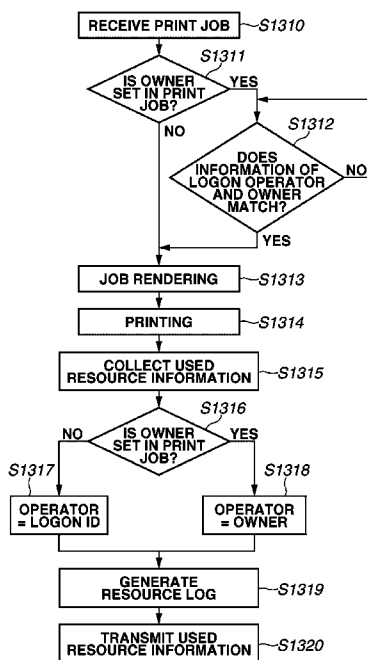 RECEIVE PRINT JOB
S1310
S1311
IS OWNER
SET IN PRINT
JOB?
YES
NO
S1312
DOES
INFORMATION OF
LOGON OPERATOR
AND OWNER
MATCH?
NO
YES
JOB RENDERING
S1313
PRINTING
S1314
COLLECT USED
RESOURCE INFORMATION
S1315
S1316
IS OWNER
SET IN PRINT
JOB?
NO
YES
S1317
OPERATOR
= LOGON ID
S1318
OPERATOR
= OWNER
GENERATE
RESOURCE LOG
S1319
TRANSMIT USED
RESOURCE INFORMATION
S1320